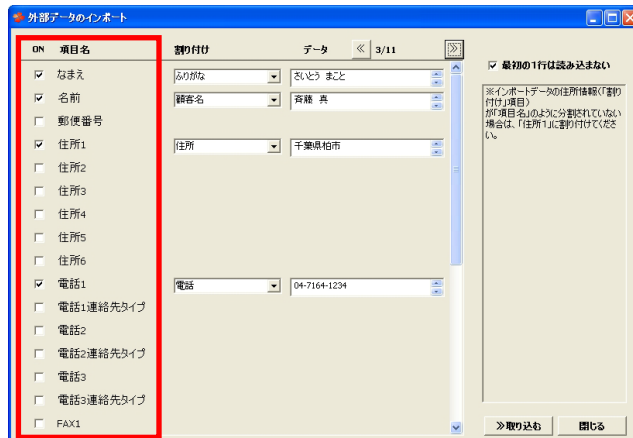 外部データのインポート
ON 項目名 割り付け データ ≪ 3/11 ≫
最初の1行は読み込まない
なまえ ふりがな さいとう まこと
名前 顧客名 斉藤 真
郵便番号
住所1 住所 千葉県柏市
住所2
住所3
住所4
住所5
住所6
電話1 電話 04-7164-1234
電話1連絡先タイプ
電話2
電話2連絡先タイプ
電話3
電話3連絡先タイプ
FAX1
※インポートデータの住所情報(「割り
付け」項目)
が「項目名」のように分割されていない
場合は、「住所1」に割り付けてくださ
い。
≫取り込む 閉じる